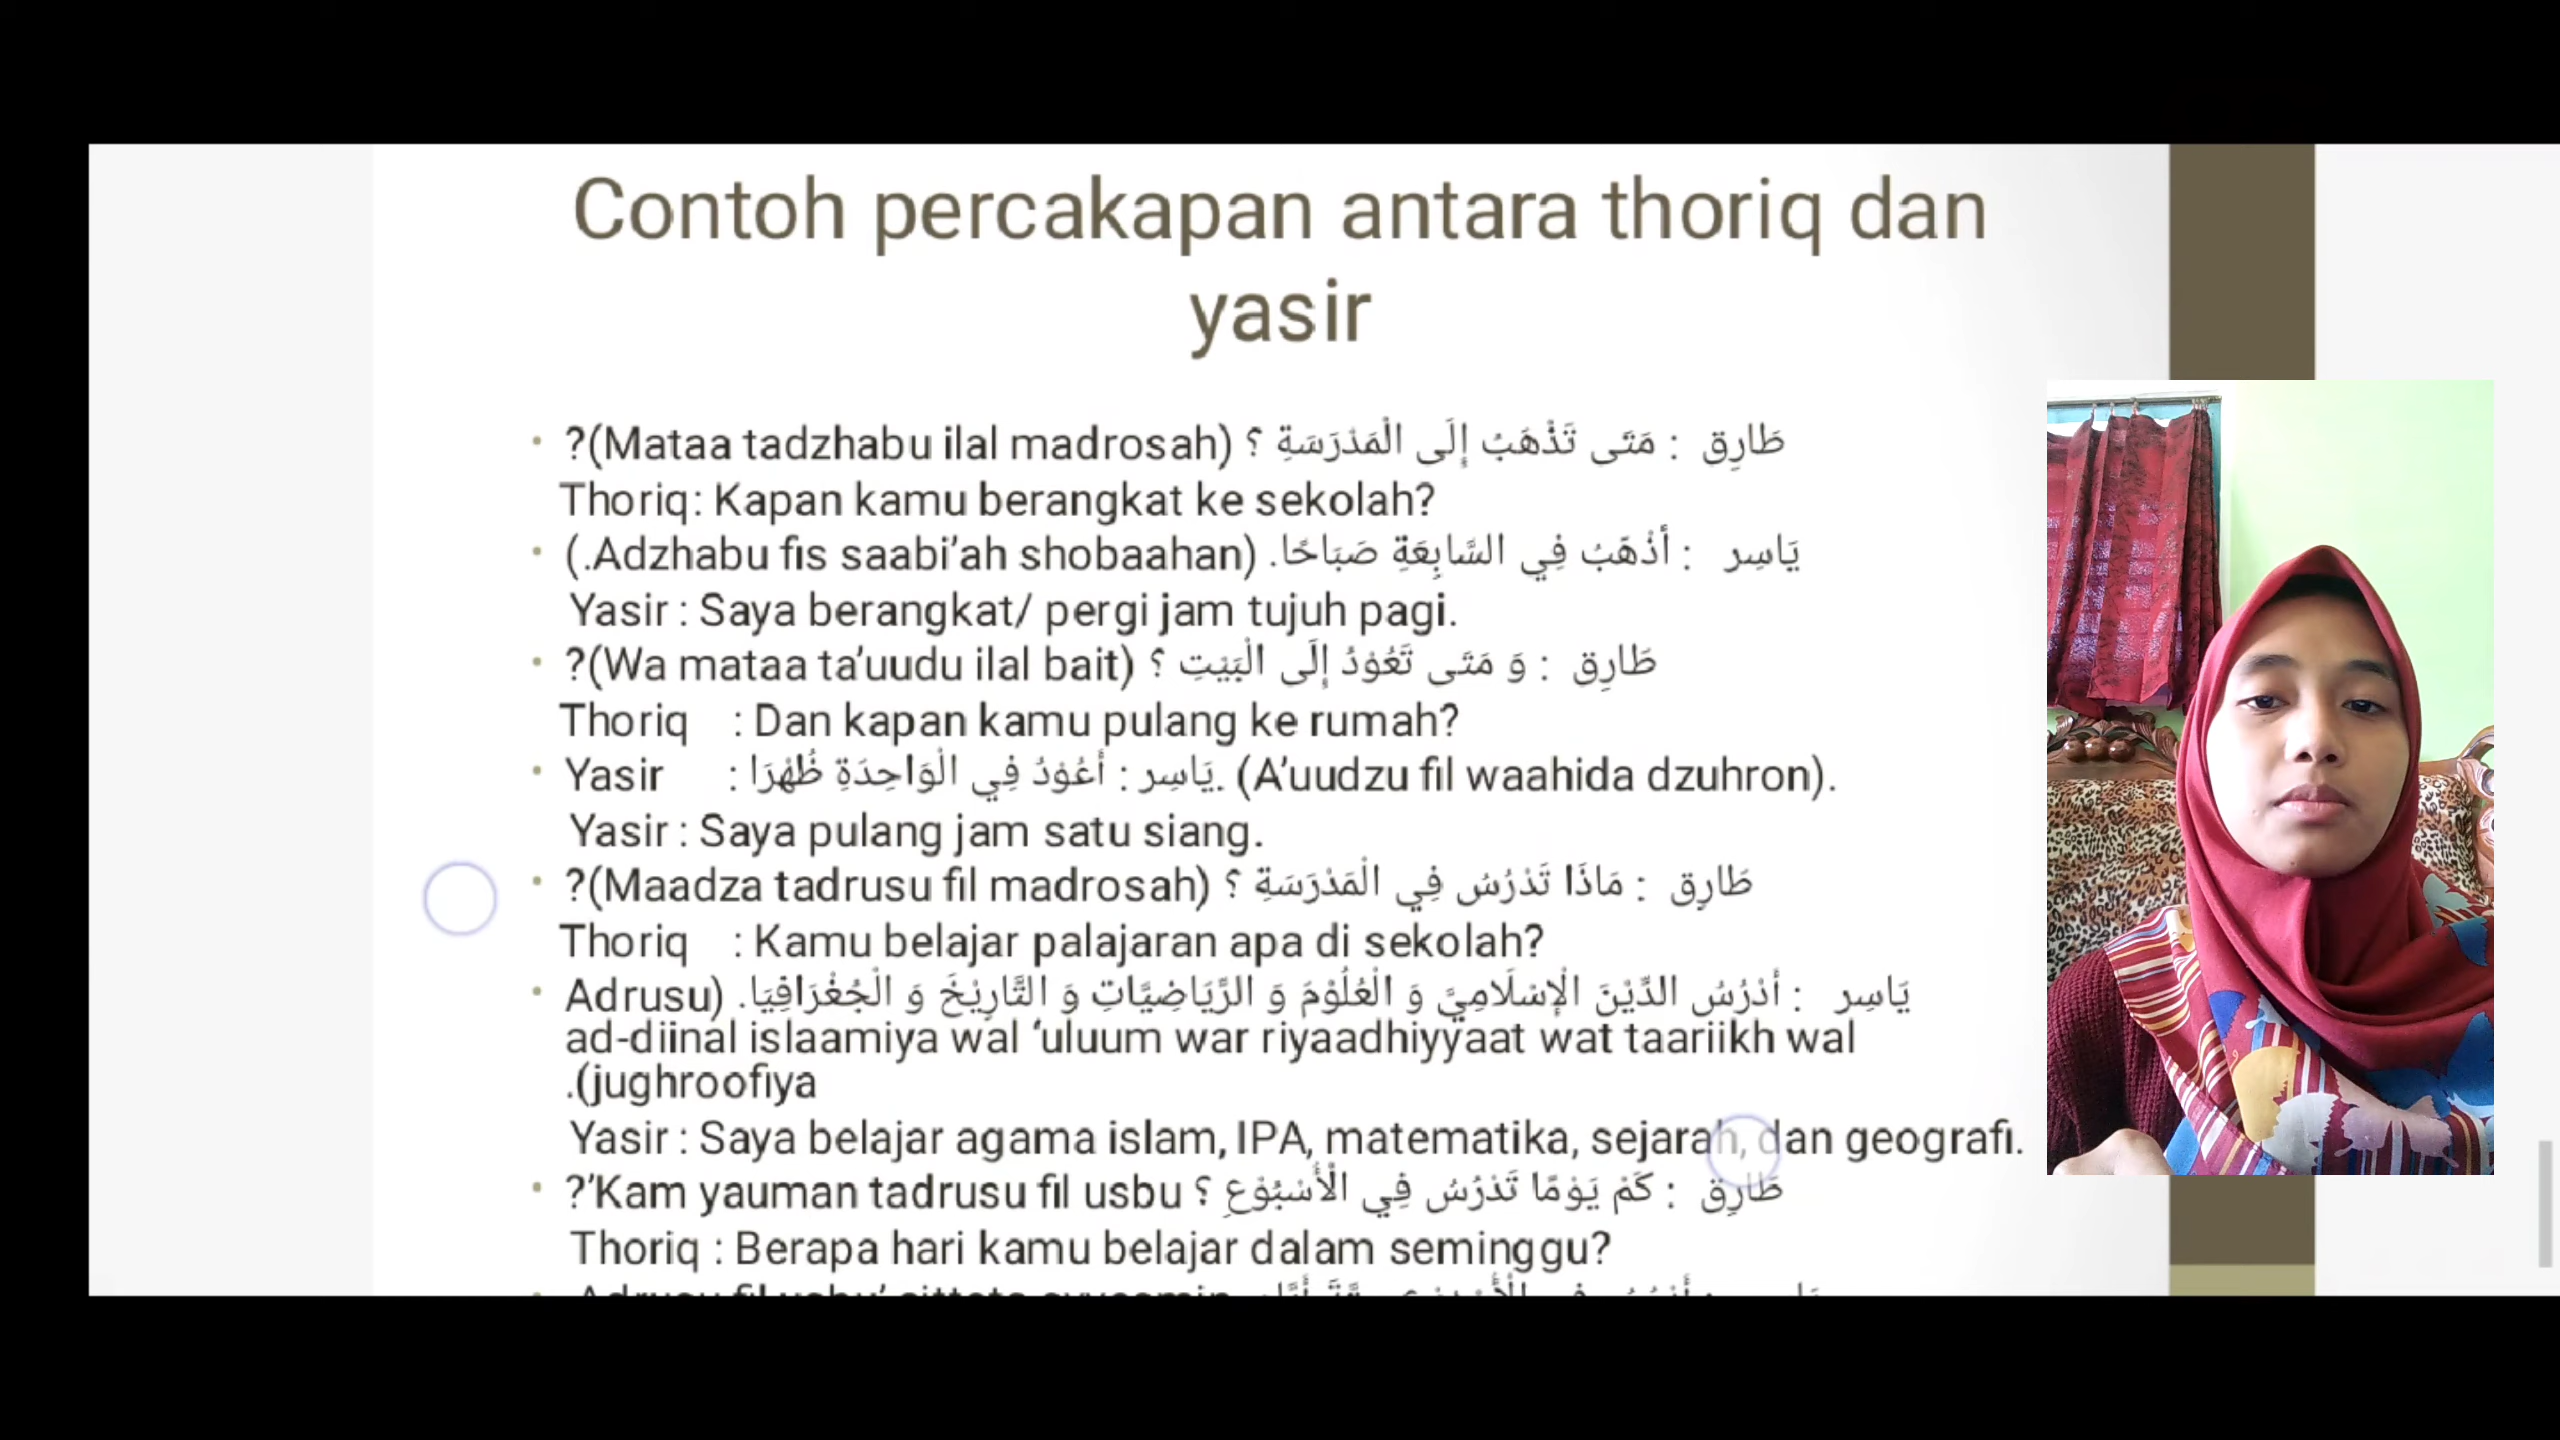 Contoh percakapan antara thoriq dan
yasir
?(Mataa tadzhabu ilal madrosah) طَارِق : مَتَى تَذْهَبُ إِلَى الْمَدْرَسَةِ ؟
Thoriq: Kapan kamu berangkat ke sekolah?
(.Adzhabu fis saabi’ah shobaahan) يَاسِر : أَذْهَبُ فِي السَّابِعَةِ صَبَاحًا.
Yasir : Saya berangkat/ pergi jam tujuh pagi.
?(Wa mataa ta’uudu ilal bait) طَارِق : وَ مَتَى تَعُوْدُ إِلَى الْبَيْتِ ؟
Thoriq : Dan kapan kamu pulang ke rumah?
Yasir : يَاسِر : أَعُوْدُ فِي الْوَاحِدَةِ ظُهْرَا. (A’uudzu fil waahida dzuhron).
Yasir : Saya pulang jam satu siang.
?(Maadza tadrusu fil madrosah) طَارِق : مَاذَا تَدْرُسُ فِي الْمَدْرَسَةِ ؟
Thoriq : Kamu belajar palajaran apa di sekolah?
Adrusu) يَاسِر : أَدْرُسُ الدِّيْنَ الْإِسْلَامِيَّ وَ الْعُلُوْمَ وَ الرِّيَاضِيَّاتِ وَ التَّارِيْخَ وَ الْجُغْرَافِيَا.
ad-diinal islaamiya wal ‘uluum war riyaadhiyyaat wat taariikh wal
.(jughroofiya
Yasir : Saya belajar agama islam, IPA, matematika, sejarah, dan geografi.
?’Kam yauman tadrusu fil usbu طَارِق : كَمْ يَوْمًا تَدْرُسُ فِي الْأُسْبُوْعِ ؟
Thoriq : Berapa hari kamu belajar dalam seminggu?